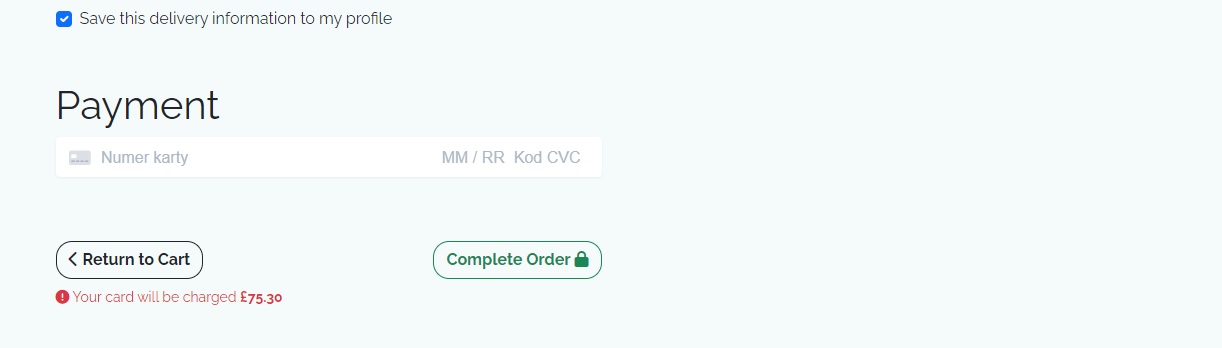 Save this delivery information to my profile
Payment
Numer karty MM / RR Kod CVC
Return to Cart Complete Order
Your card will be charged £75.30